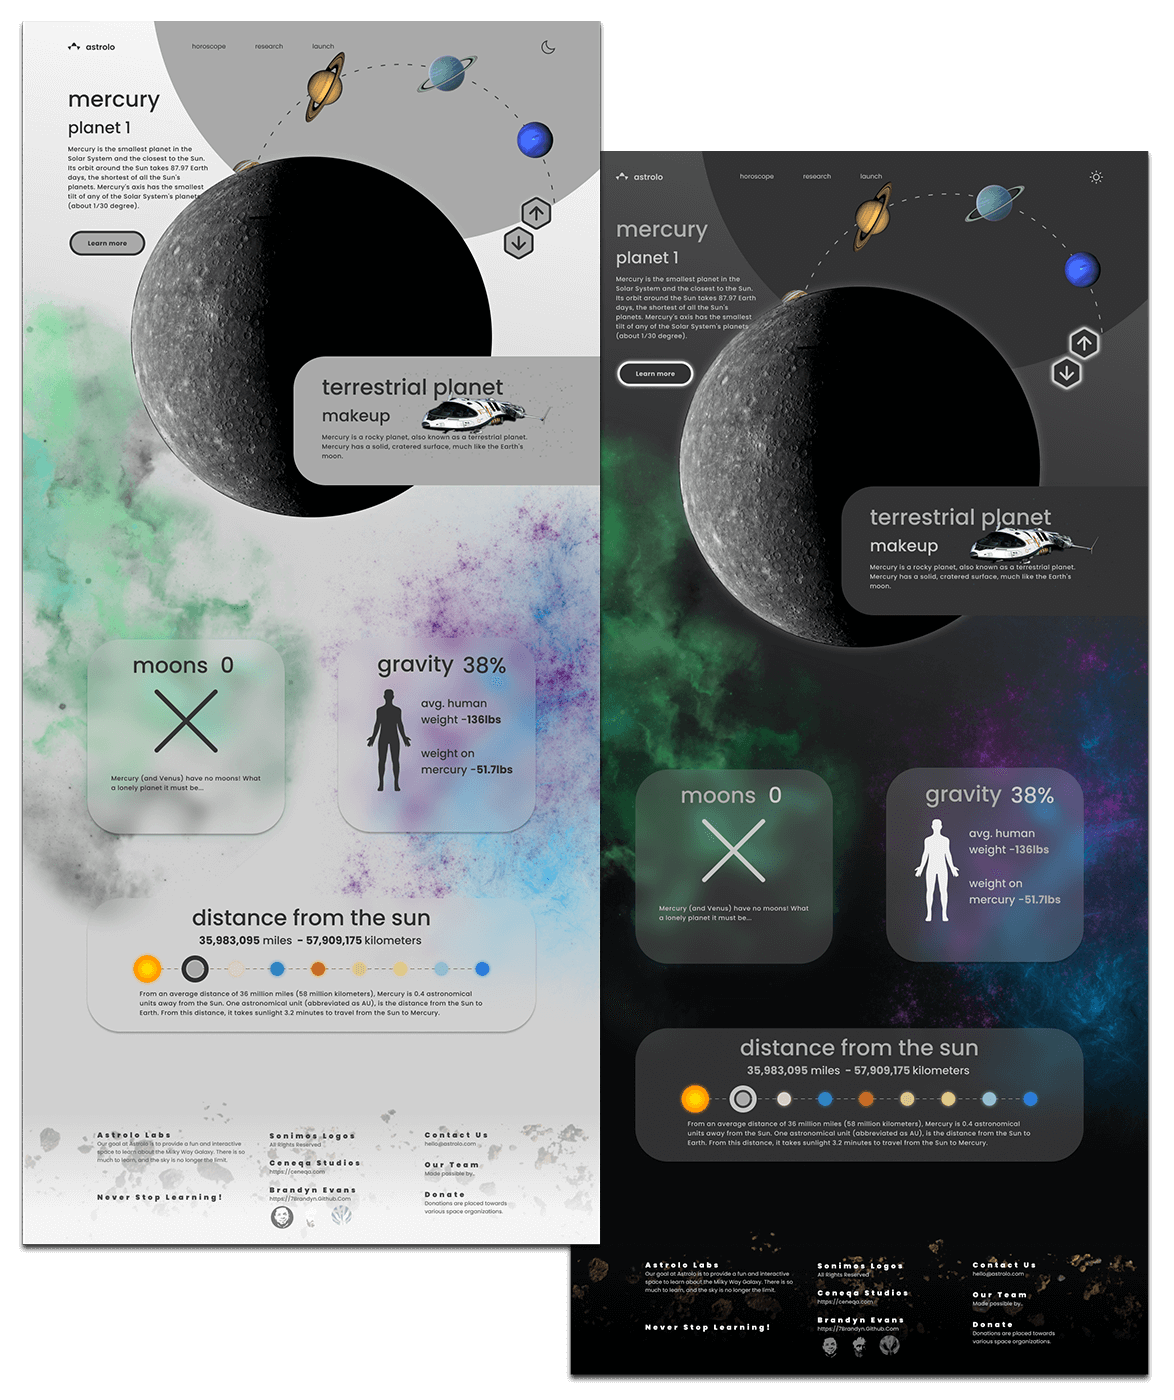 astrolo
horoscope
research
launch
mercury
planet 1
Mercury is the smallest planet in the
Solar System and the closest to the Sun.
Its orbit around the Sun takes 87.97 Earth
days, the shortest of all the Sun's
planets. Mercury's axis has the smallest
tilt of any of the Solar System's planets
(about 1/30 degree).
Learn more
terrestrial planet
makeup
Mercury is a rocky planet, also known as a terrestrial planet.
Mercury has a solid, cratered surface, much like the Earth's
moon.
moons 0
Mercury (and Venus) have no moons! What
a lonely planet it must be...
gravity 38%
avg. human
weight ~136lbs
weight on
mercury ~51.7lbs
distance from the sun
35,983,095 miles ~ 57,909,175 kilometers
From an average distance of 36 million miles (58 million kilometers), Mercury is 0.4 astronomical
units away from the Sun. One astronomical unit (abbreviated as AU), is the distance from the Sun to
Earth. From this distance, it takes sunlight 3.2 minutes to travel from the Sun to Mercury.
Astrolo Labs
Our goal at Astrolo is to provide a fun and interactive
space to learn about the Milky Way Galaxy. There is so
much to learn, and the sky is no longer the limit.
Never Stop Learning!
Sonimos Logos
All Rights Reserved
Ceneqa Studios
https://ceneqa.com
Brandyn Evans
https://7Brandyn.Github.Com
Contact Us
hello@astrolo.com
Our Team
Made possible by..
Donate
Donations are placed towards
various space organizations.
astrolo
horoscope
research
launch
mercury
planet 1
Mercury is the smallest planet in the
Solar System and the closest to the Sun.
Its orbit around the Sun takes 87.97 Earth
days, the shortest of all the Sun's
planets. Mercury's axis has the smallest
tilt of any of the Solar System's planets
(about 1/30 degree).
Learn more
terrestrial planet
makeup
Mercury is a rocky planet, also known as a terrestrial planet.
Mercury has a solid, cratered surface, much like the Earth's
moon.
moons 0
Mercury (and Venus) have no moons! What
a lonely planet it must be...
gravity 38%
avg. human
weight ~136lbs
weight on
mercury ~51.7lbs
distance from the sun
35,983,095 miles ~ 57,909,175 kilometers
From an average distance of 36 million miles (58 million kilometers), Mercury is 0.4 astronomical
units away from the Sun. One astronomical unit (abbreviated as AU), is the distance from the Sun to
Earth. From this distance, it takes sunlight 3.2 minutes to travel from the Sun to Mercury.
Astrolo Labs
Our goal at Astrolo is to provide a fun and interactive
space to learn about the Milky Way Galaxy. There is so
much to learn, and the sky is no longer the limit.
Never Stop Learning!
Sonimos Logos
All Rights Reserved
Ceneqa Studios
https://ceneqa.com
Brandyn Evans
https://7Brandyn.Github.Com
Contact Us
hello@astrolo.com
Our Team
Made possible by..
Donate
Donations are placed towards
various space organizations.